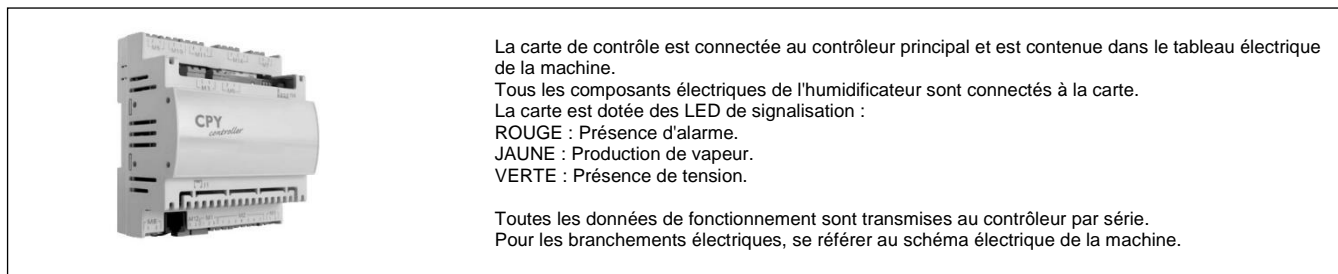 CPY
controller
La carte de contrôle est connectée au contrôleur principal et est contenue dans le tableau électrique
de la machine.
Tous les composants électriques de l'humidificateur sont connectés à la carte.
La carte est dotée des LED de signalisation :
ROUGE : Présence d'alarme.
JAUNE : Production de vapeur.
VERTE : Présence de tension.
Toutes les données de fonctionnement sont transmises au contrôleur par série.
Pour les branchements électriques, se référer au schéma électrique de la machine.